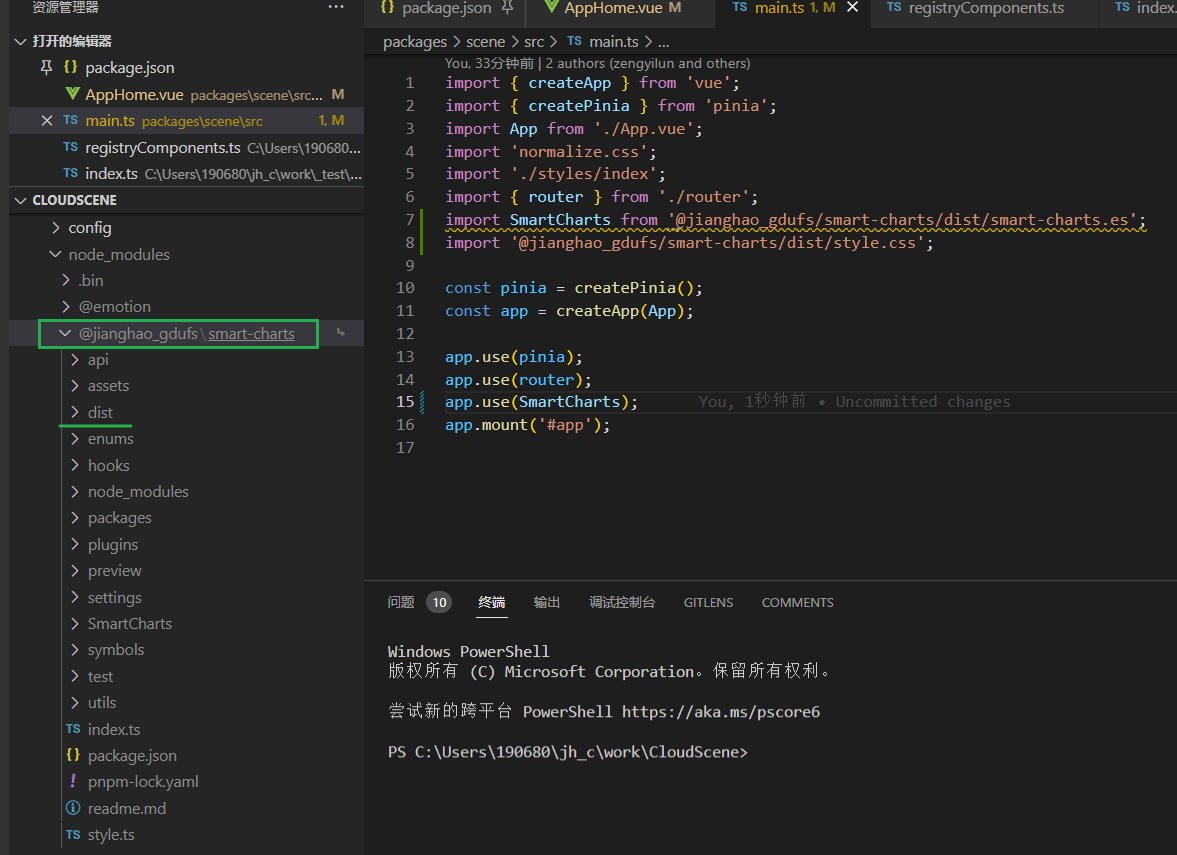 资源管理器 ···
打开的编辑器
{} package.json
AppHome.vue packages\scene\src... M
TS main.ts packages\scene\src 1, M
TS registryComponents.ts C:\Users\190680...
TS index.ts C:\Users\190680\jh_c\work\_test\...
CLOUDSCENE
config
node_modules
.bin
@emotion
@jianghao_gdufs\smart-charts
api
assets
dist
enums
hooks
node_modules
packages
plugins
preview
settings
SmartCharts
symbols
test
utils
TS index.ts
{} package.json
! pnpm-lock.yaml
readme.md
TS style.ts
{} package.json
AppHome.vue M
TS main.ts 1, M
TS registryComponents.ts
TS index.
packages > scene > src > TS main.ts > ...
You, 33分钟前 | 2 authors (zengyilun and others)
1 import { createApp } from 'vue';
2 import { createPinia } from 'pinia';
3 import App from './App.vue';
4 import 'normalize.css';
5 import './styles/index';
6 import { router } from './router';
7 import SmartCharts from '@jianghao_gdufs/smart-charts/dist/smart-charts.es';
8 import '@jianghao_gdufs/smart-charts/dist/style.css';
9
10 const pinia = createPinia();
11 const app = createApp(App);
12
13 app.use(pinia);
14 app.use(router);
15 app.use(SmartCharts); You, 1秒钟前 • Uncommitted changes
16 app.mount('#app');
17
问题 10 终端 输出 调试控制台 GITLENS COMMENTS
Windows PowerShell
版权所有 (C) Microsoft Corporation。保留所有权利。
尝试新的跨平台 PowerShell https://aka.ms/pscore6
PS C:\Users\190680\jh_c\work\CloudScene>